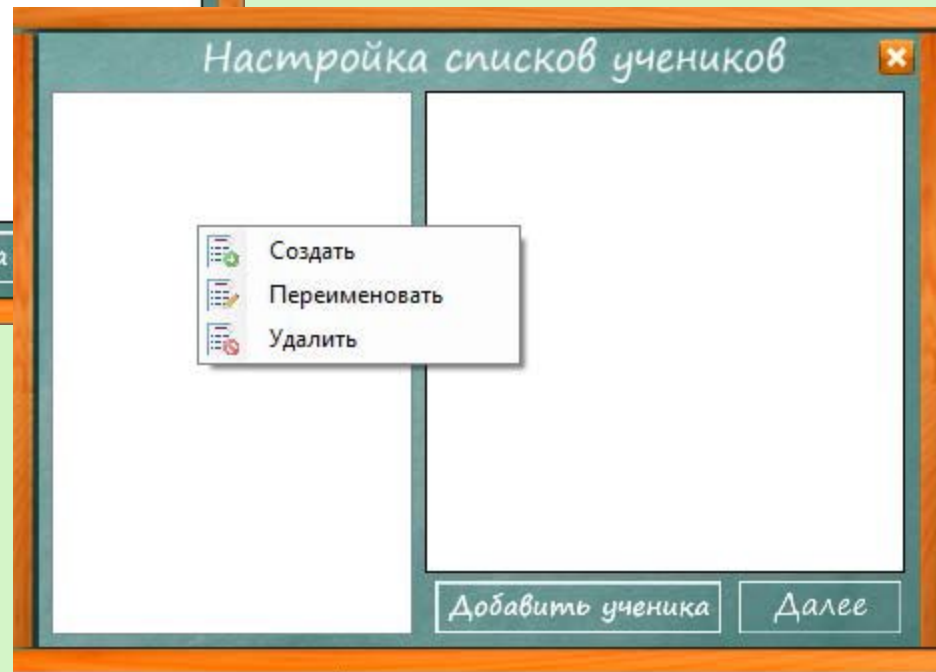 Настройка списков учеников
Создать
Переименовать
Удалить
Добавить ученика
Далее